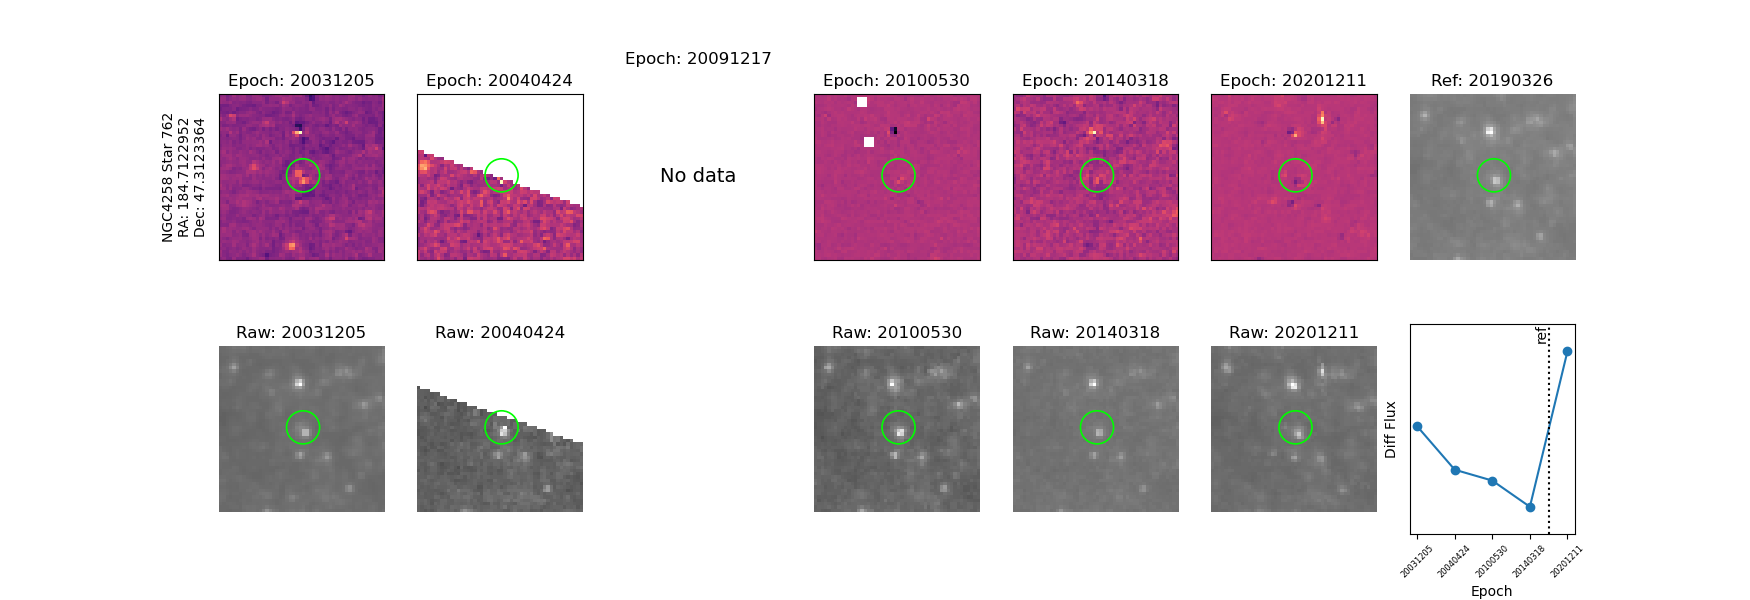 Epoch: 20091217
Epoch: 20031205
Epoch: 20040424
Epoch: 20100530
Epoch: 20140318
Epoch: 20201211
Ref: 20190326
NGC4258 Star 762
RA: 184.7122952
Dec: 47.3123364
No data
Raw: 20031205
Raw: 20040424
Raw: 20100530
Raw: 20140318
Raw: 20201211
ref
Diff Flux
20031205
20040424
20100530
20140318
20201211
Epoch